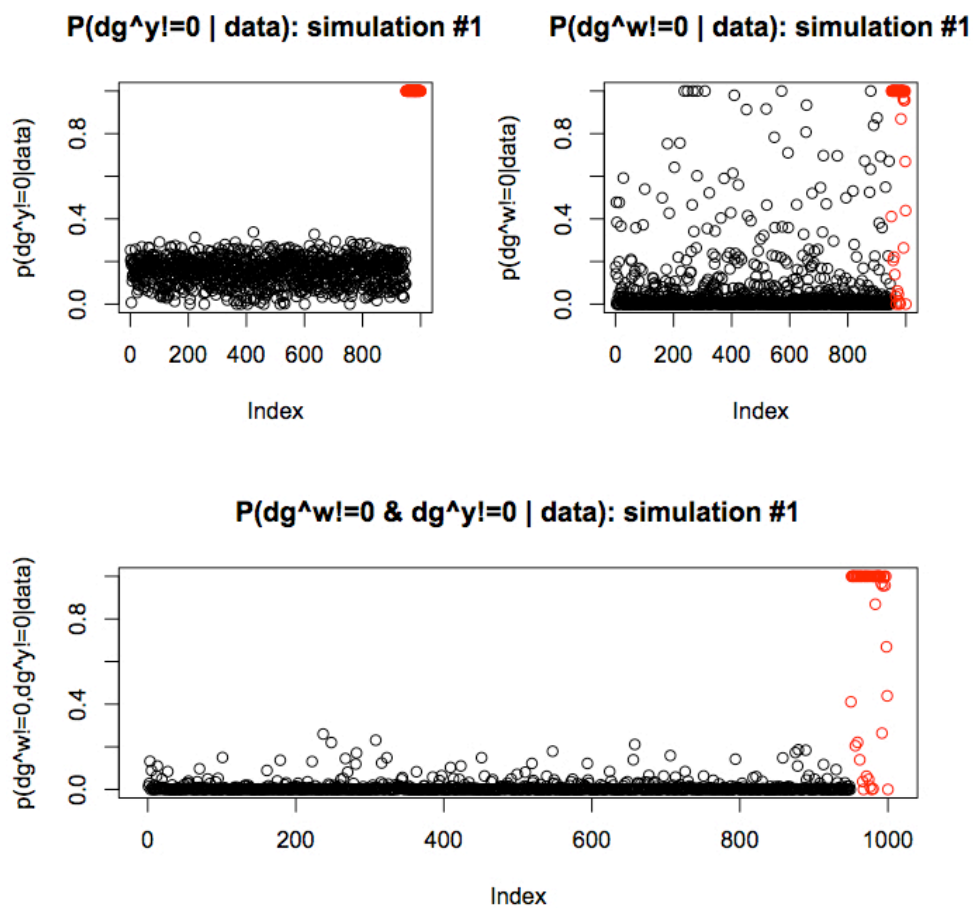 P(dg^y!=0 | data): simulation #1
P(dg^w!=0 | data): simulation #1
p(dg^y!=0|data)
0.0
0.4
0.8
0 200 400 600 800
Index
p(dg^w!=0|data)
0.0
0.4
0.8
0 200 400 600 800
Index
P(dg^w!=0 & dg^y!=0 | data): simulation #1
p(dg^w!=0,dg^y!=0|data)
0.0
0.4
0.8
0 200 400 600 800 1000
Index